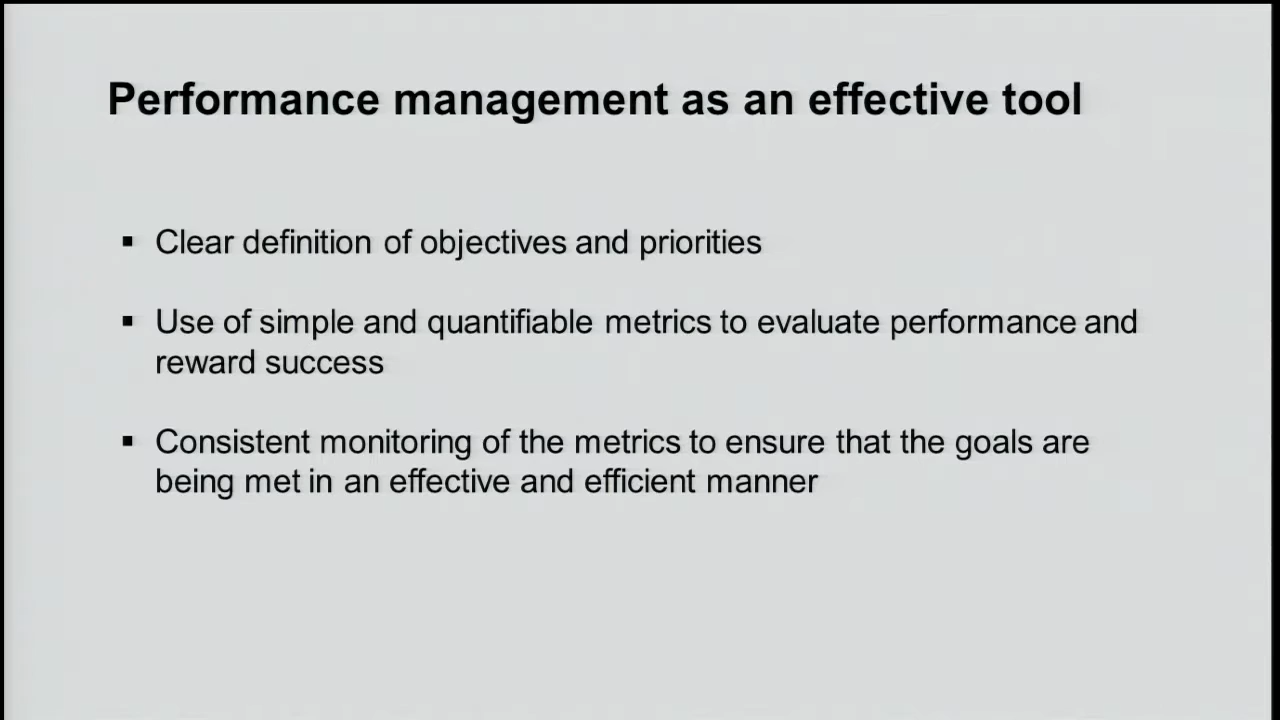 Performance management as an effective tool
▪ Clear definition of objectives and priorities
▪ Use of simple and quantifiable metrics to evaluate performance and
reward success
▪ Consistent monitoring of the metrics to ensure that the goals are
being met in an effective and efficient manner